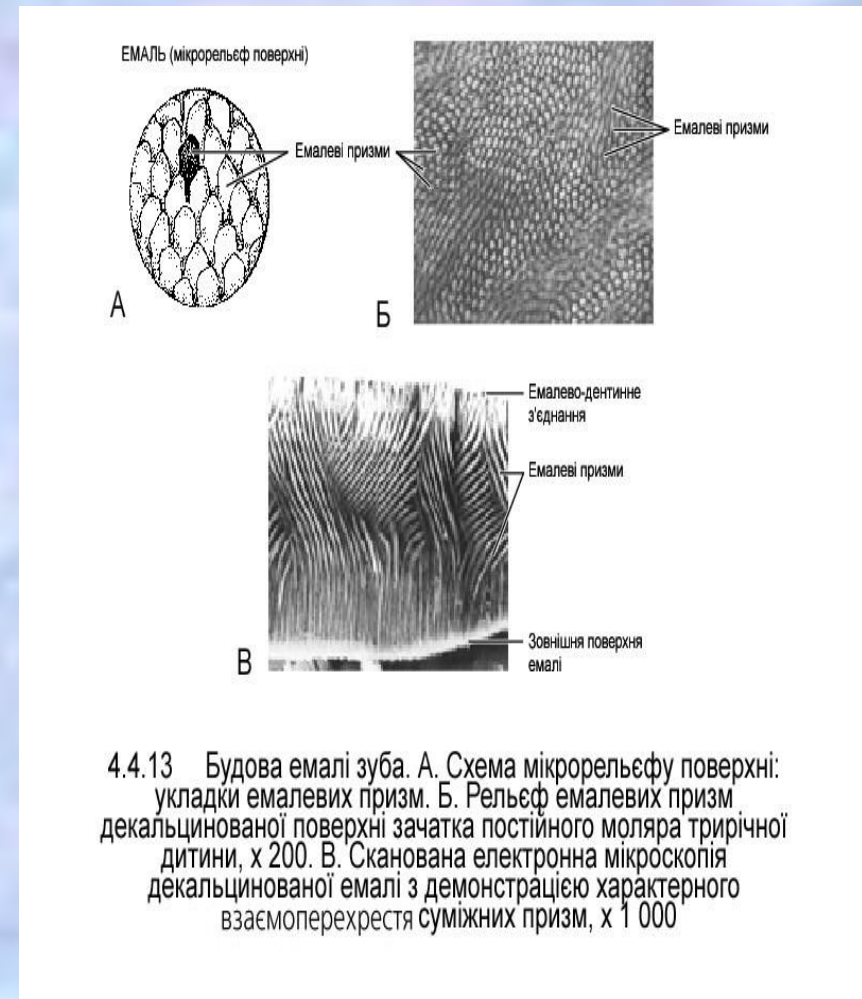 ЕМАЛЬ (мікрорельєф поверхні)
Емалеві призми
Емалеві призми
А
Б
Емалево-дентинне
з'єднання
Емалеві призми
Зовнішня поверхня
емалі
В
4.4.13 Будова емалі зуба. А. Схема мікрорельєфу поверхні:
укладки емалевих призм. Б. Рельєф емалевих призм
декальцинованої поверхні зачатка постійного моляра трирічної
дитини, х 200. В. Сканована електронна мікроскопія
декальцинованої емалі з демонстрацією характерного
взаємоперехрестя суміжних призм, х 1 000